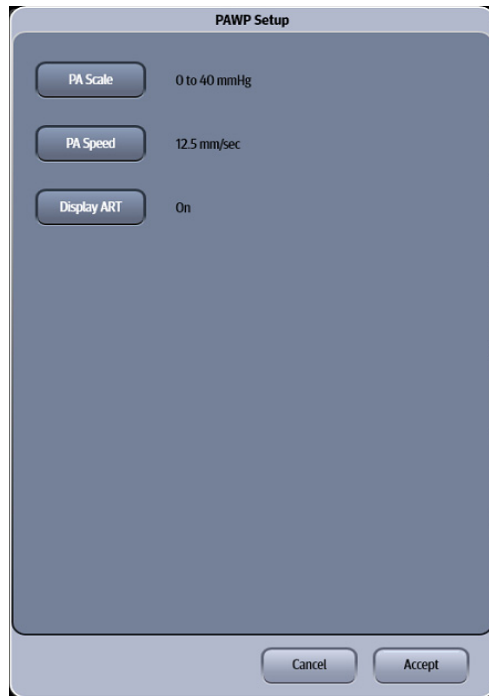 PAWP Setup
PA Scale 0 to 40 mmHg
PA Speed 12.5 mm/sec
Display ART On
Cancel Accept